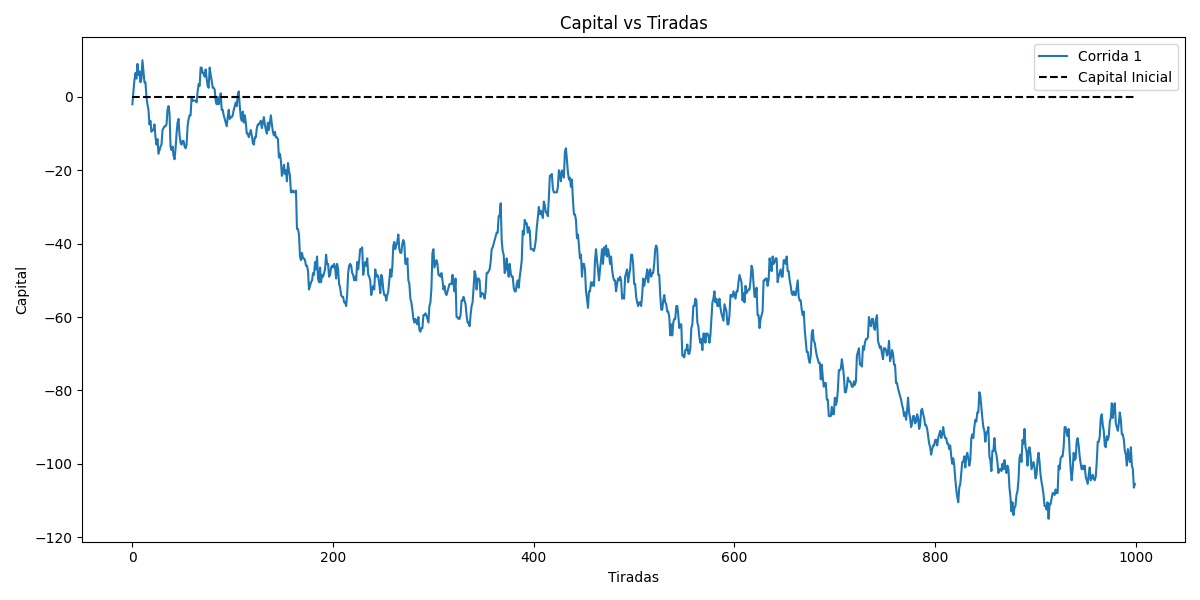 Capital vs Tiradas
Corrida 1
Capital Inicial
Capital
0
−20
−40
−60
−80
−100
−120
0 200 400 600 800 1000
Tiradas